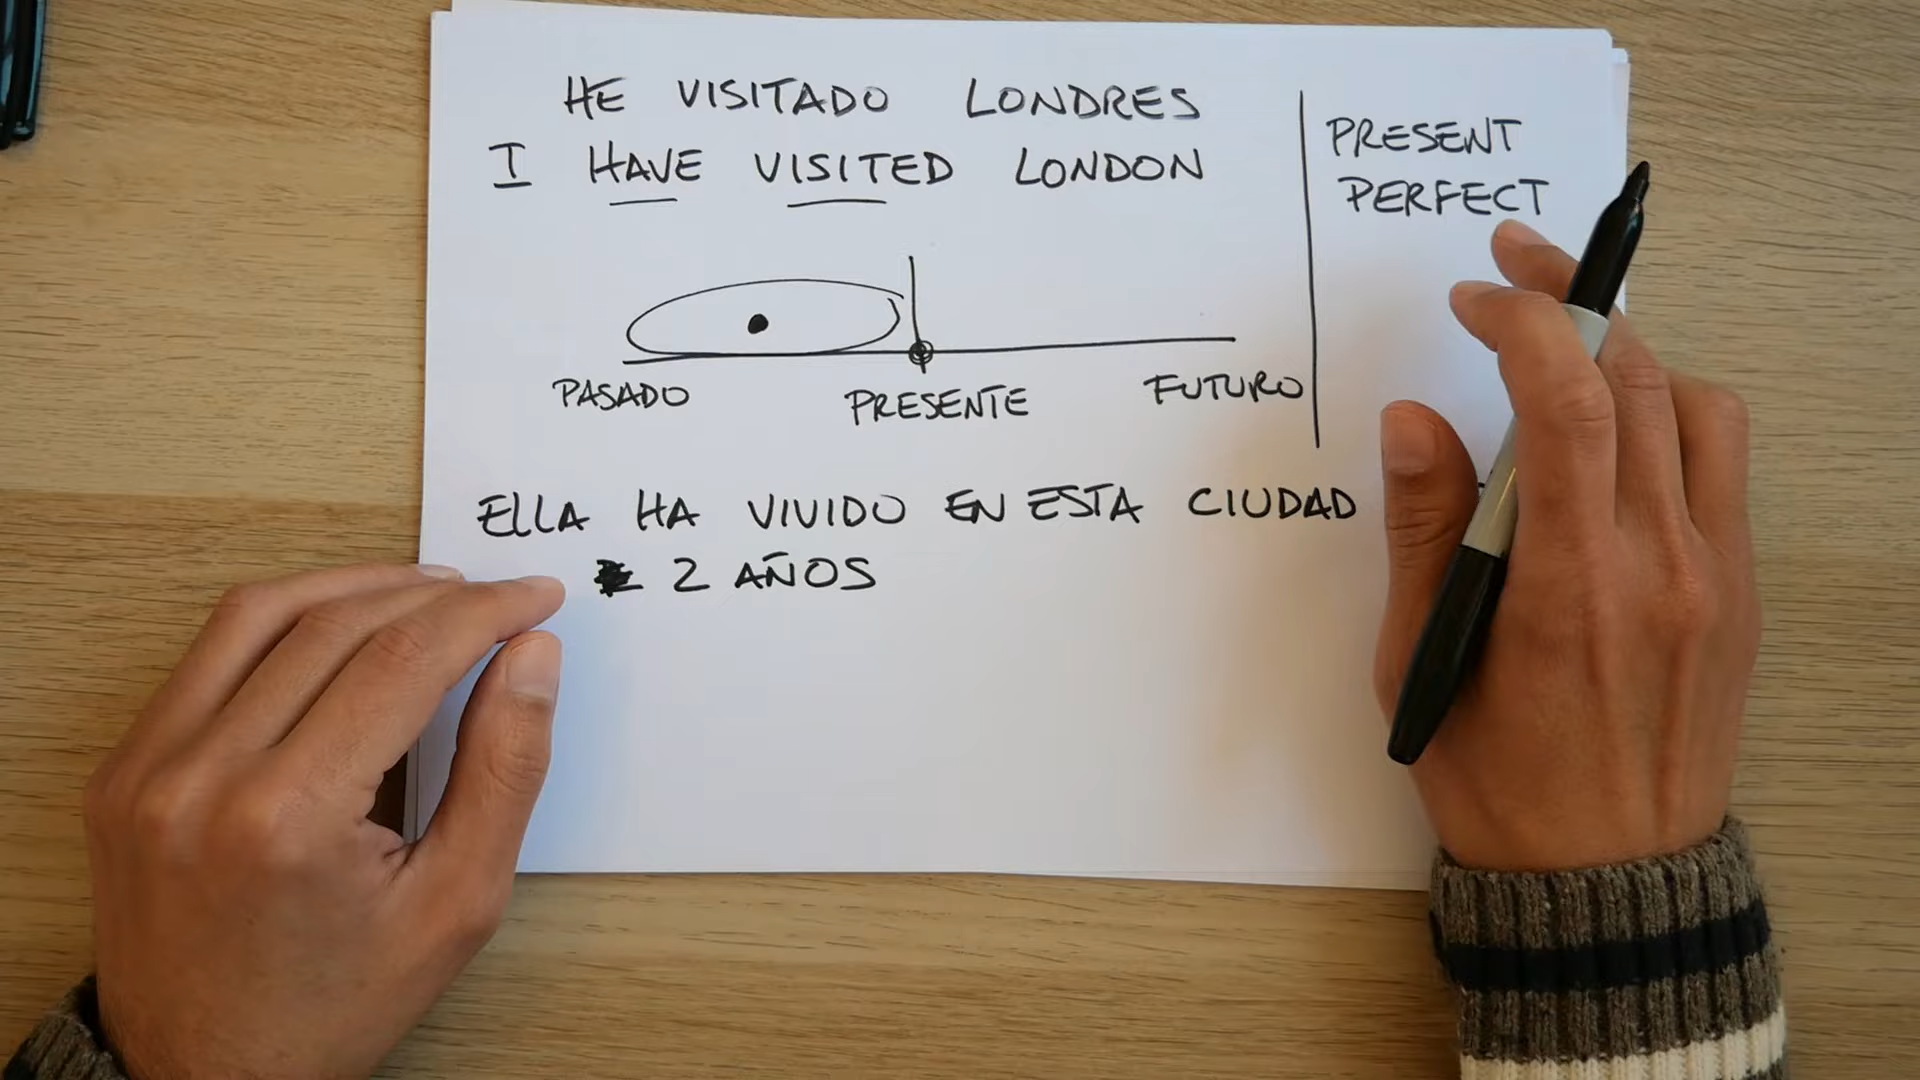 HE VISITADO LONDRES
I HAVE VISITED LONDON
PRESENT
PERFECT
PASADO PRESENTE FUTURO
ELLA HA VIVIDO EN ESTA CIUDAD
2 AÑOS